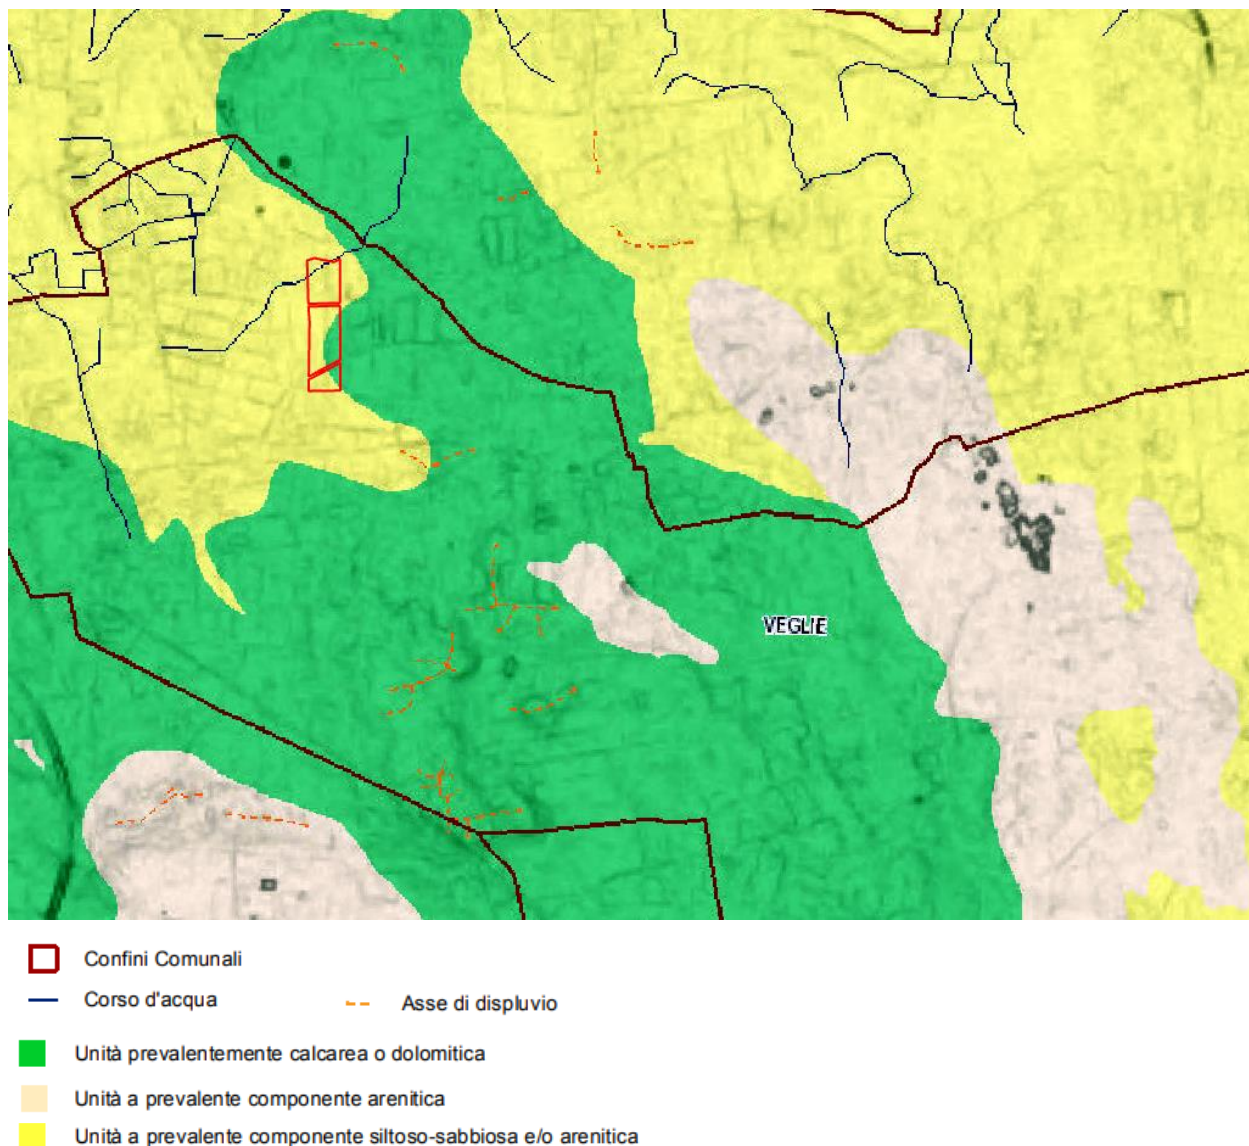 VEGLIE
Confini Comunali
Corso d'acqua
Asse di displuvio
Unità prevalentemente calcarea o dolomitica
Unità a prevalente componente arenitica
Unità a prevalente componente siltoso-sabbiosa e/o arenitica